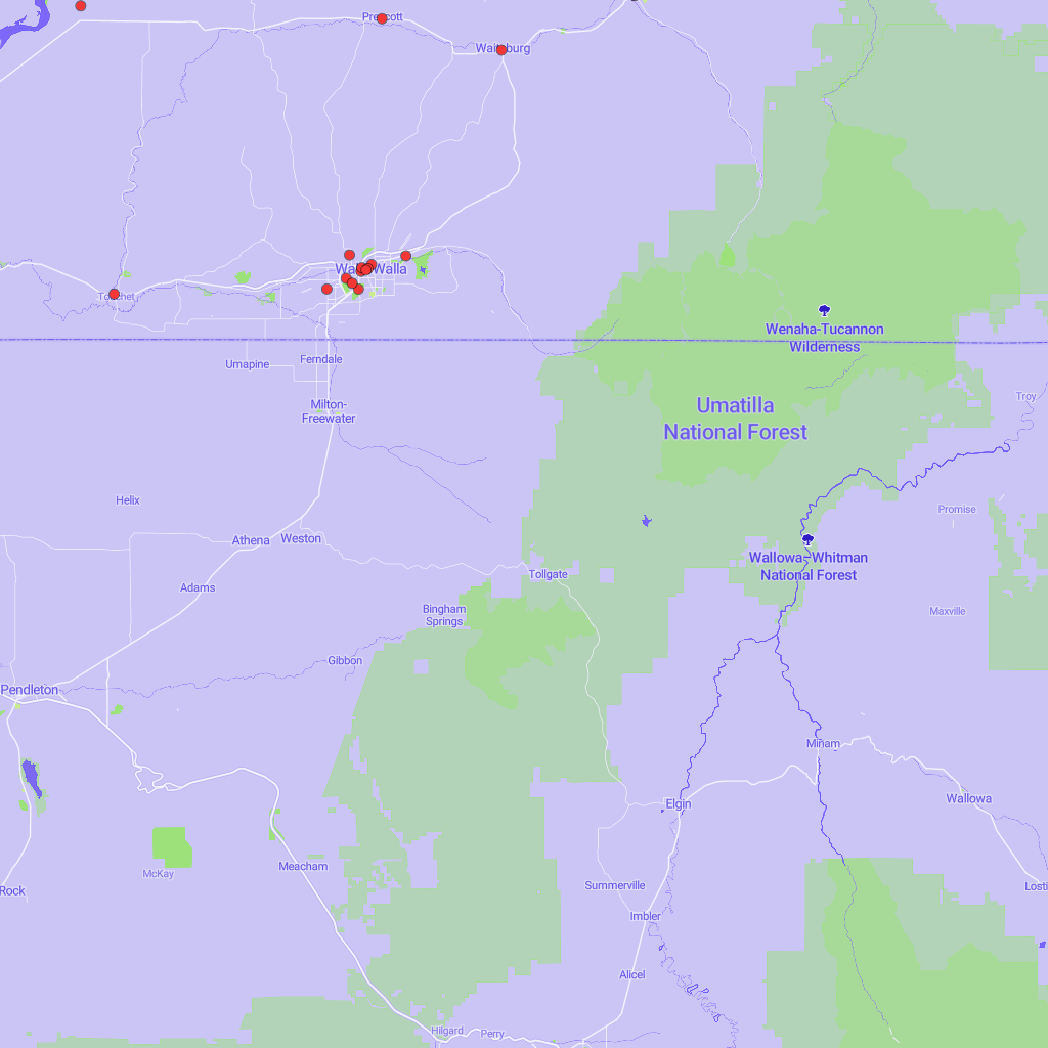 Prescott
Waitsburg
Walla Walla
Touchet
Wenaha-Tucannon
Wilderness
Umapine
Ferndale
Milton-
Freewater
Umatilla
National Forest
Troy
Helix
Promise
Athena
Weston
Wallowa-Whitman
National Forest
Tollgate
Adams
Bingham
Springs
Maxville
Gibbon
Pendleton
Minam
Wallowa
Elgin
McKay
Meacham
Summerville
Rock
Losti
Imbler
Alicel
Hilgard
Perry